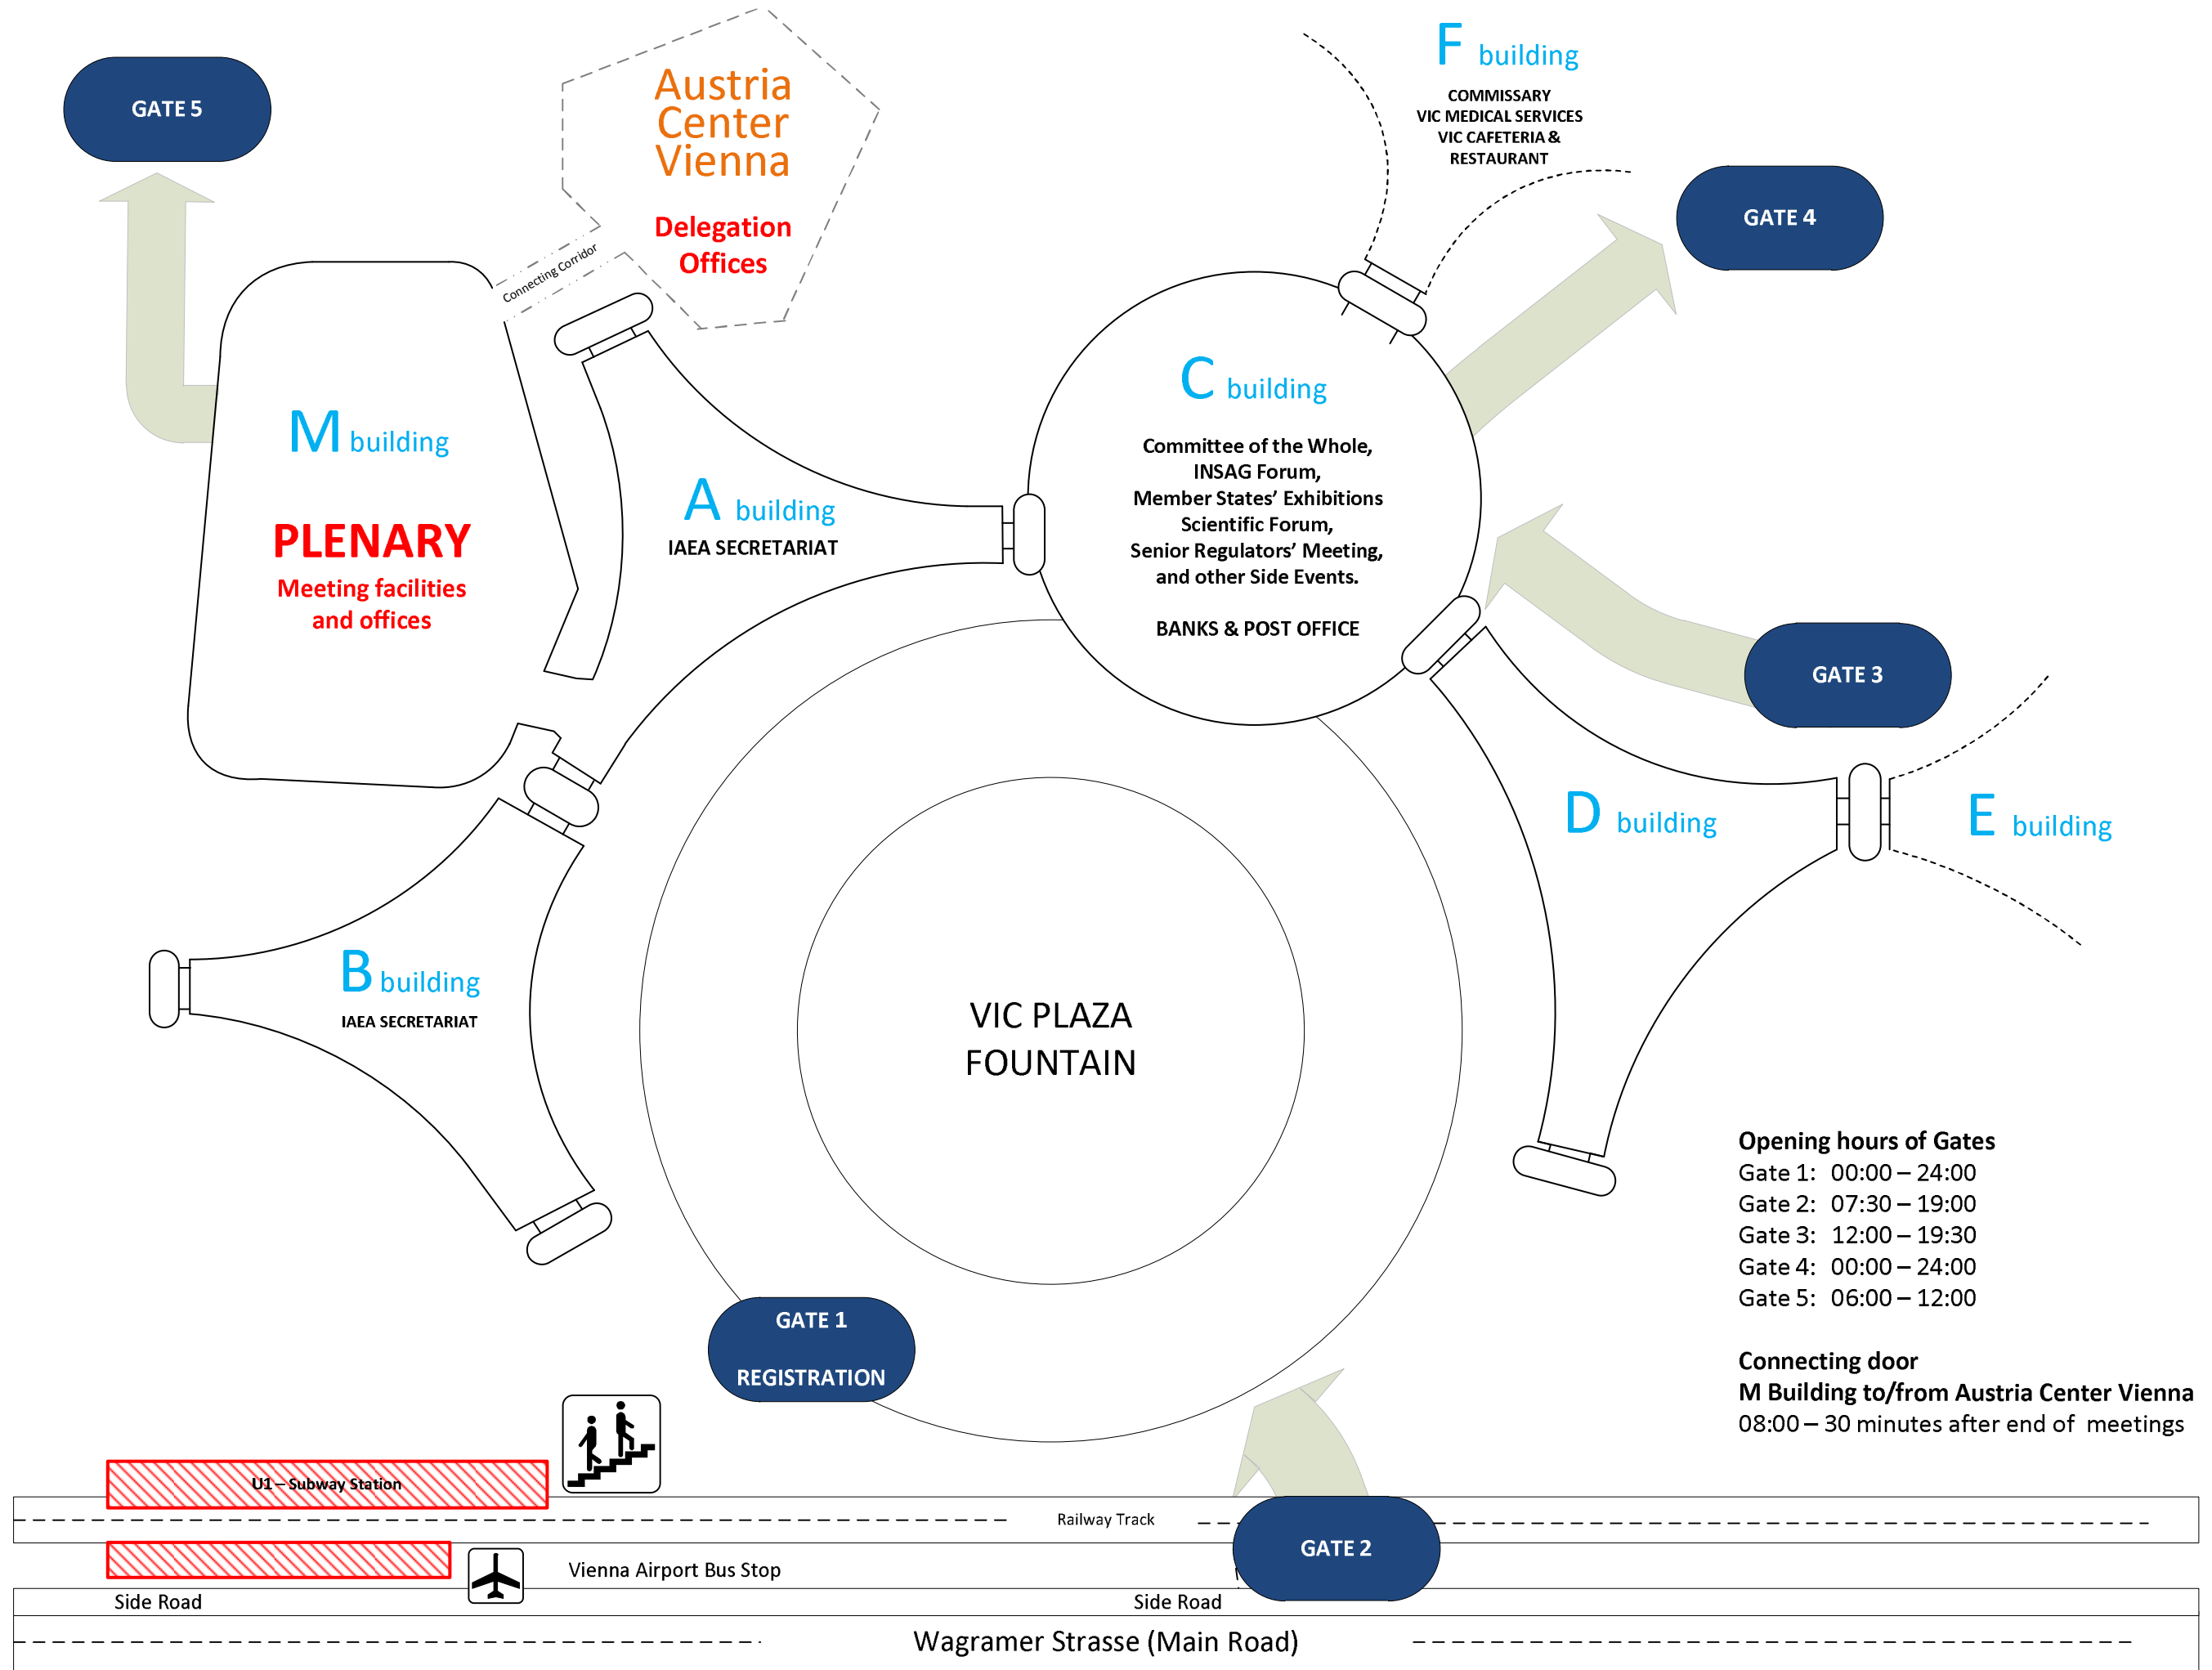 GATE 5
Austria
Center
Vienna
Delegation
Offices
Connecting Corridor
F building
COMMISSARY
VIC MEDICAL SERVICES
VIC CAFETERIA &
RESTAURANT
GATE 4
M building
PLENARY
Meeting facilities
and offices
A building
IAEA SECRETARIAT
C building
Committee of the Whole,
INSAG Forum,
Member States’ Exhibitions
Scientific Forum,
Senior Regulators’ Meeting,
and other Side Events.
BANKS & POST OFFICE
GATE 3
D building
E building
B building
IAEA SECRETARIAT
VIC PLAZA
FOUNTAIN
Opening hours of Gates
Gate 1: 00:00 – 24:00
Gate 2: 07:30 – 19:00
Gate 3: 12:00 – 19:30
Gate 4: 00:00 – 24:00
Gate 5: 06:00 – 12:00
Connecting door
M Building to/from Austria Center Vienna
08:00 – 30 minutes after end of meetings
GATE 1
REGISTRATION
U1 – Subway Station
Railway Track
GATE 2
Vienna Airport Bus Stop
Side Road
Side Road
Wagramer Strasse (Main Road)